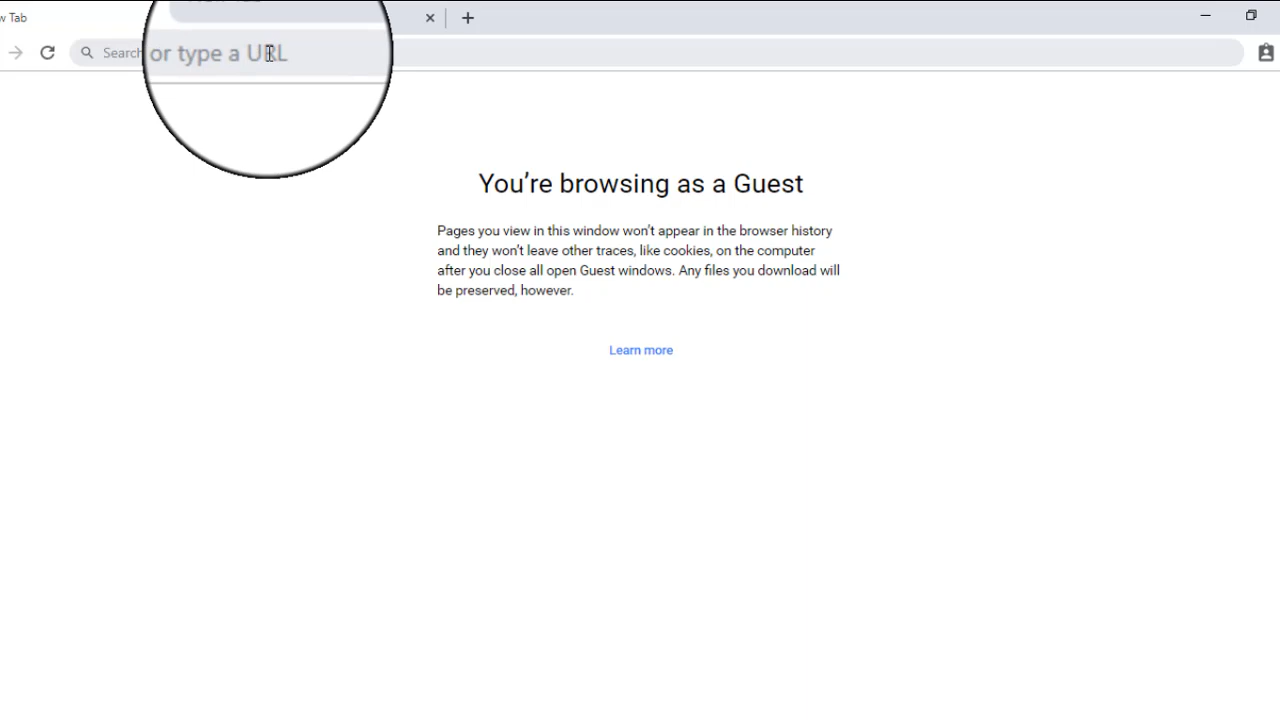 w Tab
Search or type a URL
You're browsing as a Guest
Pages you view in this window won't appear in the browser history
and they won't leave other traces, like cookies, on the computer
after you close all open Guest windows. Any files you download will
be preserved, however.
Learn more